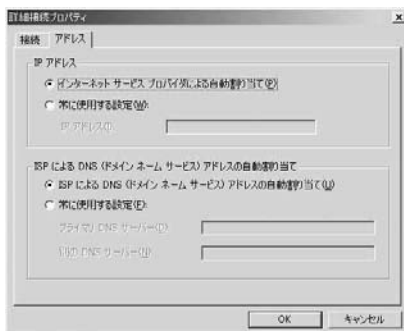 詳細接続プロパティ
接続 アドレス
IP アドレス
インターネット サービス プロバイダによる自動割り当て(P)
常に使用する設定(W):
IP アドレス(I):
ISP による DNS (ドメイン ネーム サービス) アドレスの自動割り当て
ISP による DNS (ドメイン ネーム サービス) アドレスの自動割り当て(U)
常に使用する設定(F):
プライマリ DNS サーバー(D):
DNS サーバー(N):
OK キャンセル